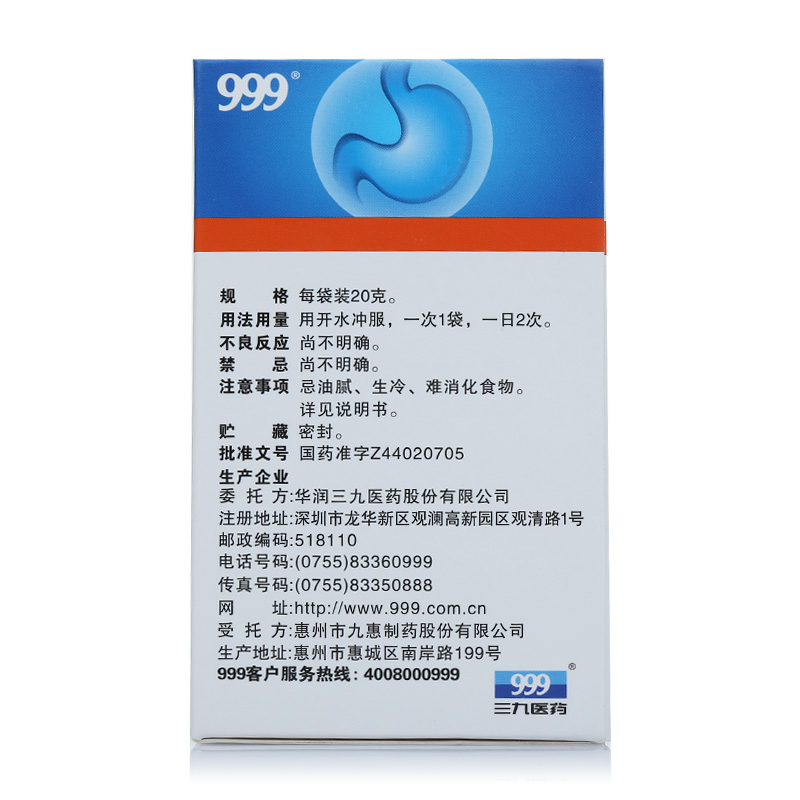 999®
规 格 每袋装20克。
用法用量 用开水冲服，一次1袋，一日2次。
不良反应 尚不明确。
禁 忌 尚不明确。
注意事项 忌油腻、生冷、难消化食物。
详见说明书。
贮 藏 密封。
批准文号 国药准字Z44020705
生产企业
委 托 方:华润三九医药股份有限公司
注册地址:深圳市龙华新区观澜高新园区观清路1号
邮政编码:518110
电话号码:(0755)83360999
传真号码:(0755)83350888
网 址:http://www.999.com.cn
受 托 方:惠州市九惠制药股份有限公司
生产地址:惠州市惠城区南岸路199号
999客户服务热线: 4008000999
999®
三九医药